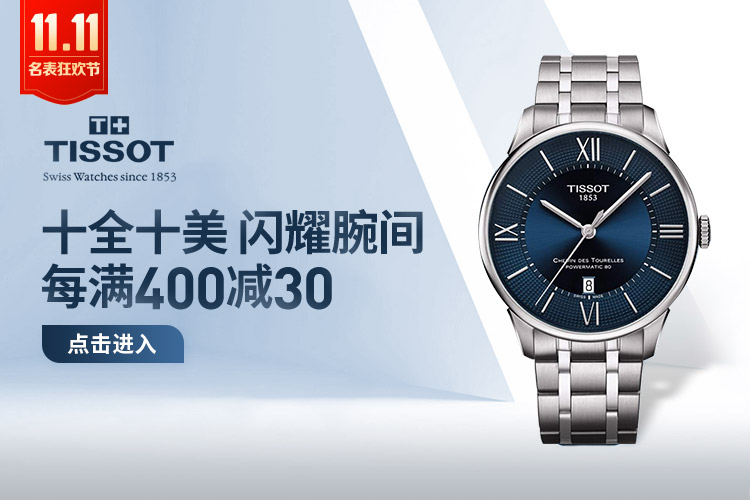 11.11
名表狂欢节
T+
TISSOT
Swiss Watches since 1853
十全十美 闪耀腕间
每满400减30
点击进入
TISSOT
1853
CHEMIN DES TOURELLES
POWERMATIC 80
8
SWISS MADE